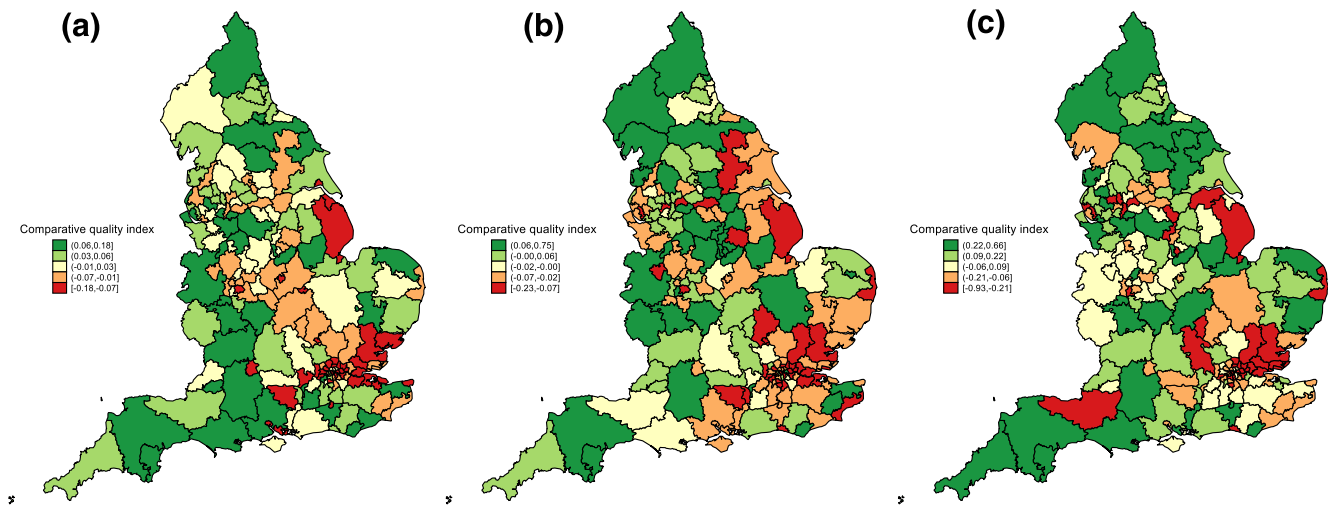 (a)
Comparative quality index
(0.06,0.18]
(0.03,0.06]
(-0.01,0.03]
(-0.07,-0.01]
[-0.18,-0.07]
(b)
Comparative quality index
(0.06,0.75]
(-0.00,0.06]
(-0.02,-0.00]
(-0.07,-0.02]
[-0.23,-0.07]
(c)
Comparative quality index
(0.22,0.66]
(0.09,0.22]
(-0.06,0.09]
(-0.21,-0.06]
[-0.93,-0.21]